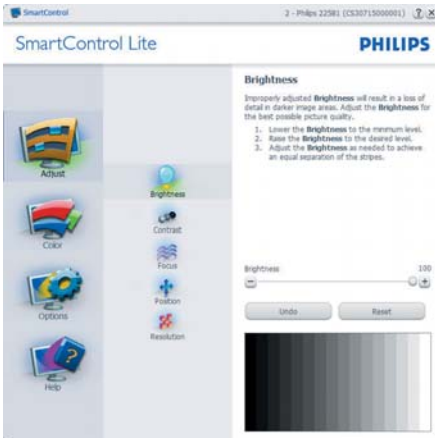 SmartControl
2 - Philips 22581 (CS30715000001)
SmartControl Lite
PHILIPS
Adjust
Color
Options
Help
Brightness
Contrast
Focus
Position
Resolution
Brightness
Improperly adjusted Brightness will result in a loss of
detail in darker image areas. Adjust the Brightness for
the best possible picture quality.
1. Lower the Brightness to the minimum level.
2. Raise the Brightness to the desired level.
3. Adjust the Brightness as needed to achieve
an equal separation of the stripes.
Brightness 100
Undo Reset